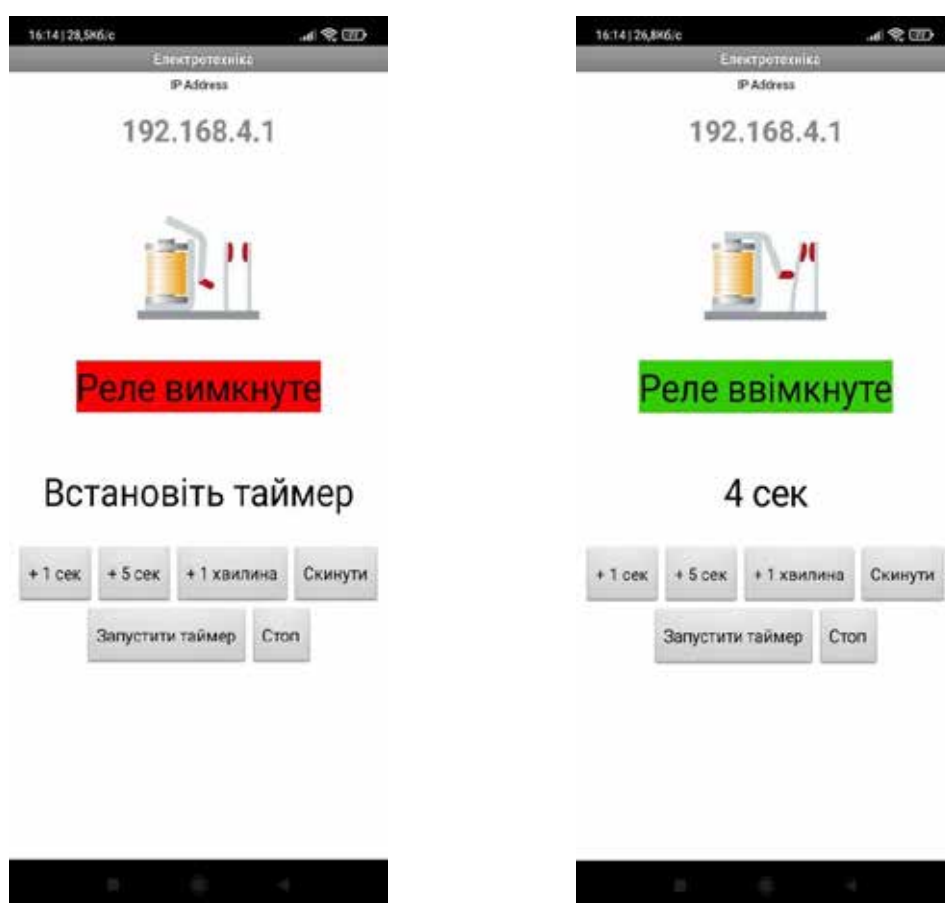 16:14 | 28,5Кб/с
Електротехніка
IP Address
192.168.4.1
Реле вимкнуте
Встановіть таймер
+ 1 сек + 5 сек + 1 хвилина Скинути
Запустити таймер Стоп
16:14 | 26,8Кб/с
Електротехніка
IP Address
192.168.4.1
Реле ввімкнуте
4 сек
+ 1 сек + 5 сек + 1 хвилина Скинути
Запустити таймер Стоп